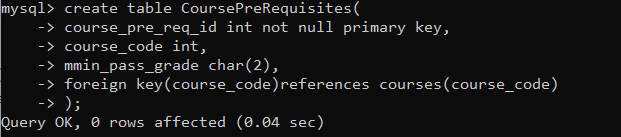 mysql> create table CoursePreRequisites(
    -> course_pre_req_id int not null primary key,
    -> course_code int,
    -> mmin_pass_grade char(2),
    -> foreign key(course_code)references courses(course_code)
    -> );
Query OK, 0 rows affected (0.04 sec)